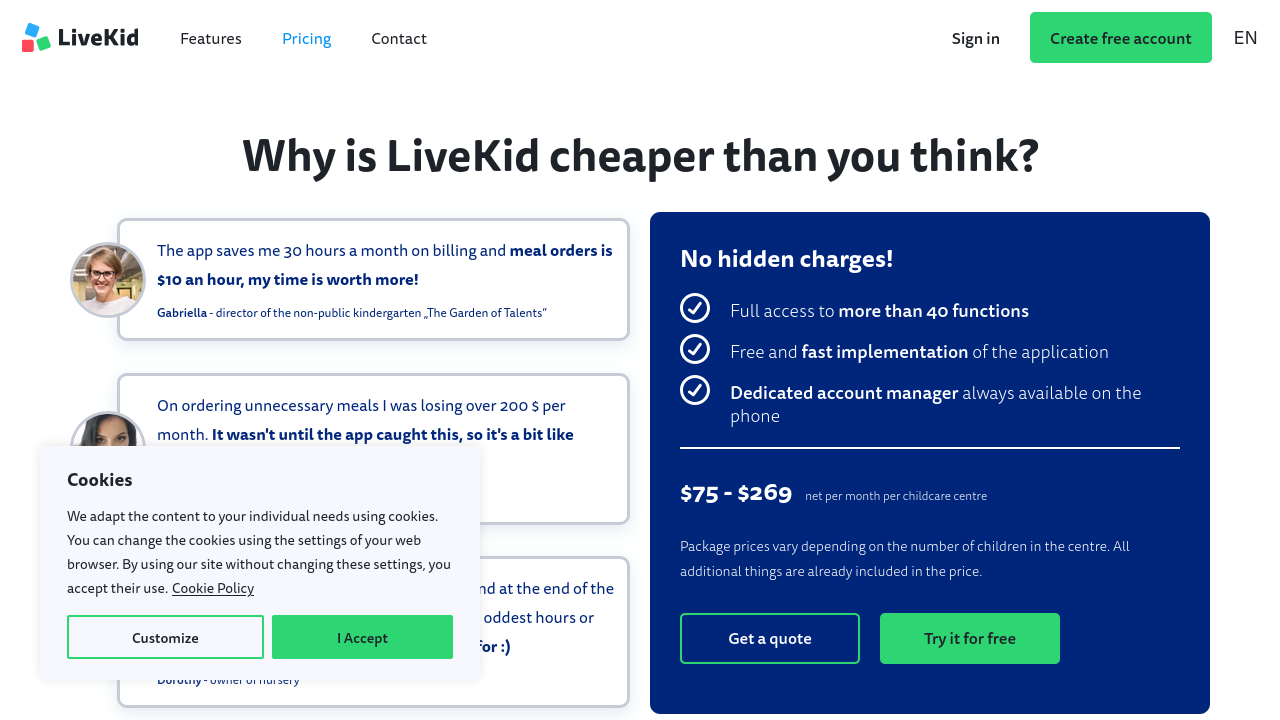 LiveKid
Features
Pricing
Contact
Sign in
Create free account
EN
Why is LiveKid cheaper than you think?
The app saves me 30 hours a month on billing and meal orders is
$10 an hour, my time is worth more!
Gabriella - director of the non-public kindergarten „The Garden of Talents”
On ordering unnecessary meals I was losing over 200 $ per
month. It wasn't until the app caught this, so it's a bit like
nd at the end of the
oddest hours or
for :)
Dorothy - owner of nursery
Cookies
We adapt the content to your individual needs using cookies.
You can change the cookies using the settings of your web
browser. By using our site without changing these settings, you
accept their use. Cookie Policy
Customize
I Accept
No hidden charges!
Full access to more than 40 functions
Free and fast implementation of the application
Dedicated account manager always available on the
phone
$75 - $269 net per month per childcare centre
Package prices vary depending on the number of children in the centre. All
additional things are already included in the price.
Get a quote
Try it for free